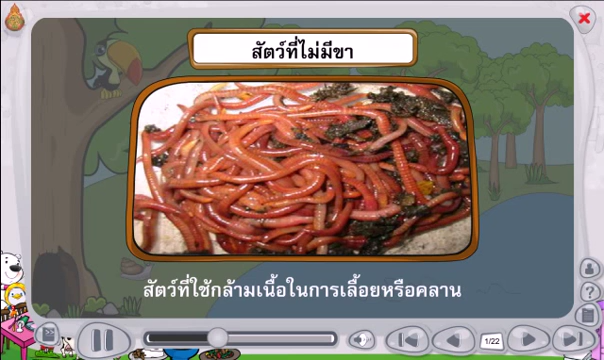 สัตว์ที่ไม่มีขา
สัตว์ที่ใช้กล้ามเนื้อในการเลื้อยหรือคลาน
1/22